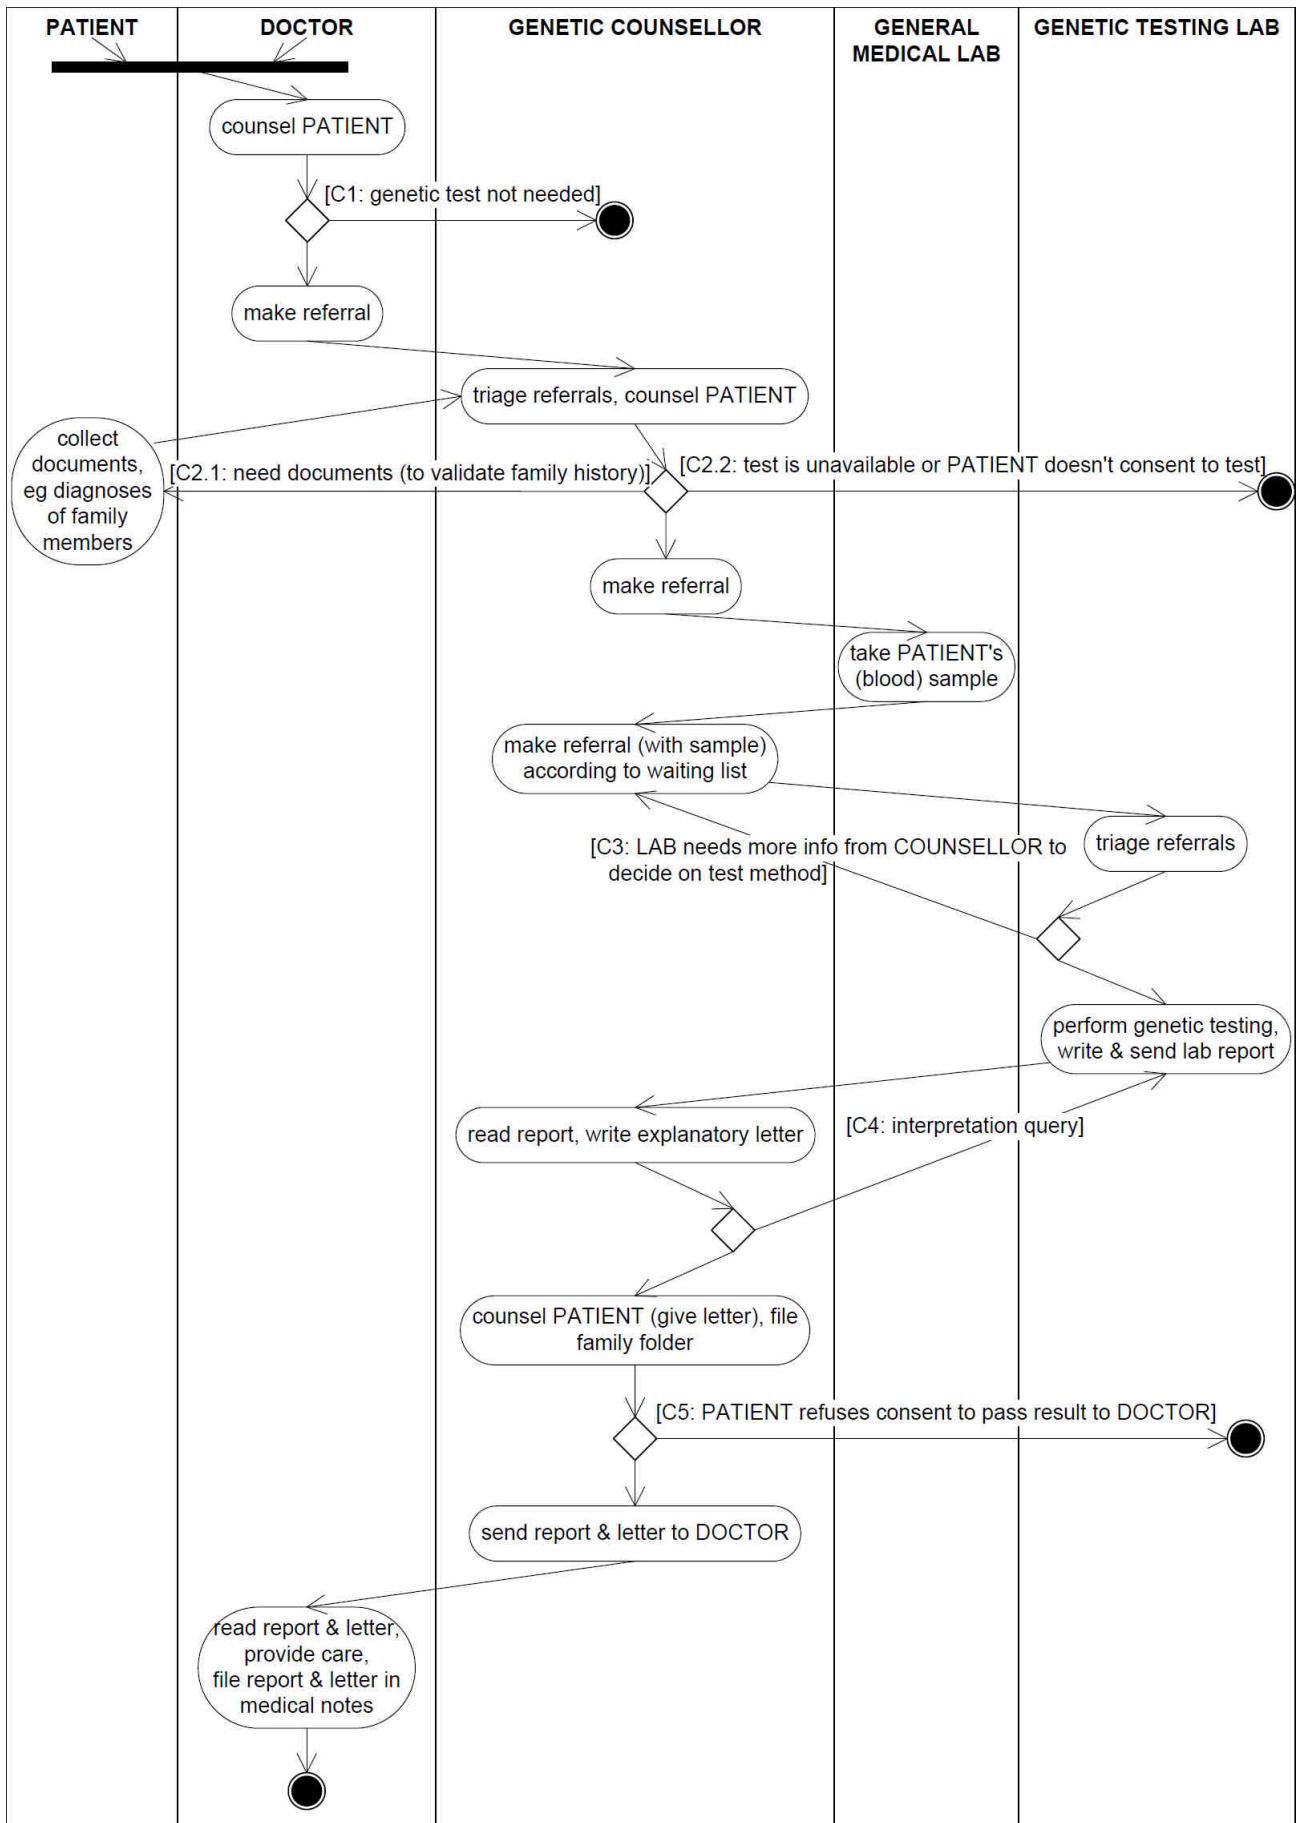 PATIENT
DOCTOR
GENETIC COUNSELLOR
GENERAL
MEDICAL LAB
GENETIC TESTING LAB
counsel PATIENT
[C1: genetic test not needed]
make referral
triage referrals, counsel PATIENT
collect
documents,
eg diagnoses
of family
members
[C2.1: need documents (to validate family history)]
[C2.2: test is unavailable or PATIENT doesn't consent to test]
make referral
take PATIENT's
(blood) sample
make referral (with sample)
according to waiting list
triage referrals
[C3: LAB needs more info from COUNSELLOR to
decide on test method]
perform genetic testing,
write & send lab report
read report, write explanatory letter
[C4: interpretation query]
counsel PATIENT (give letter), file
family folder
[C5: PATIENT refuses consent to pass result to DOCTOR]
send report & letter to DOCTOR
read report & letter,
provide care,
file report & letter in
medical notes